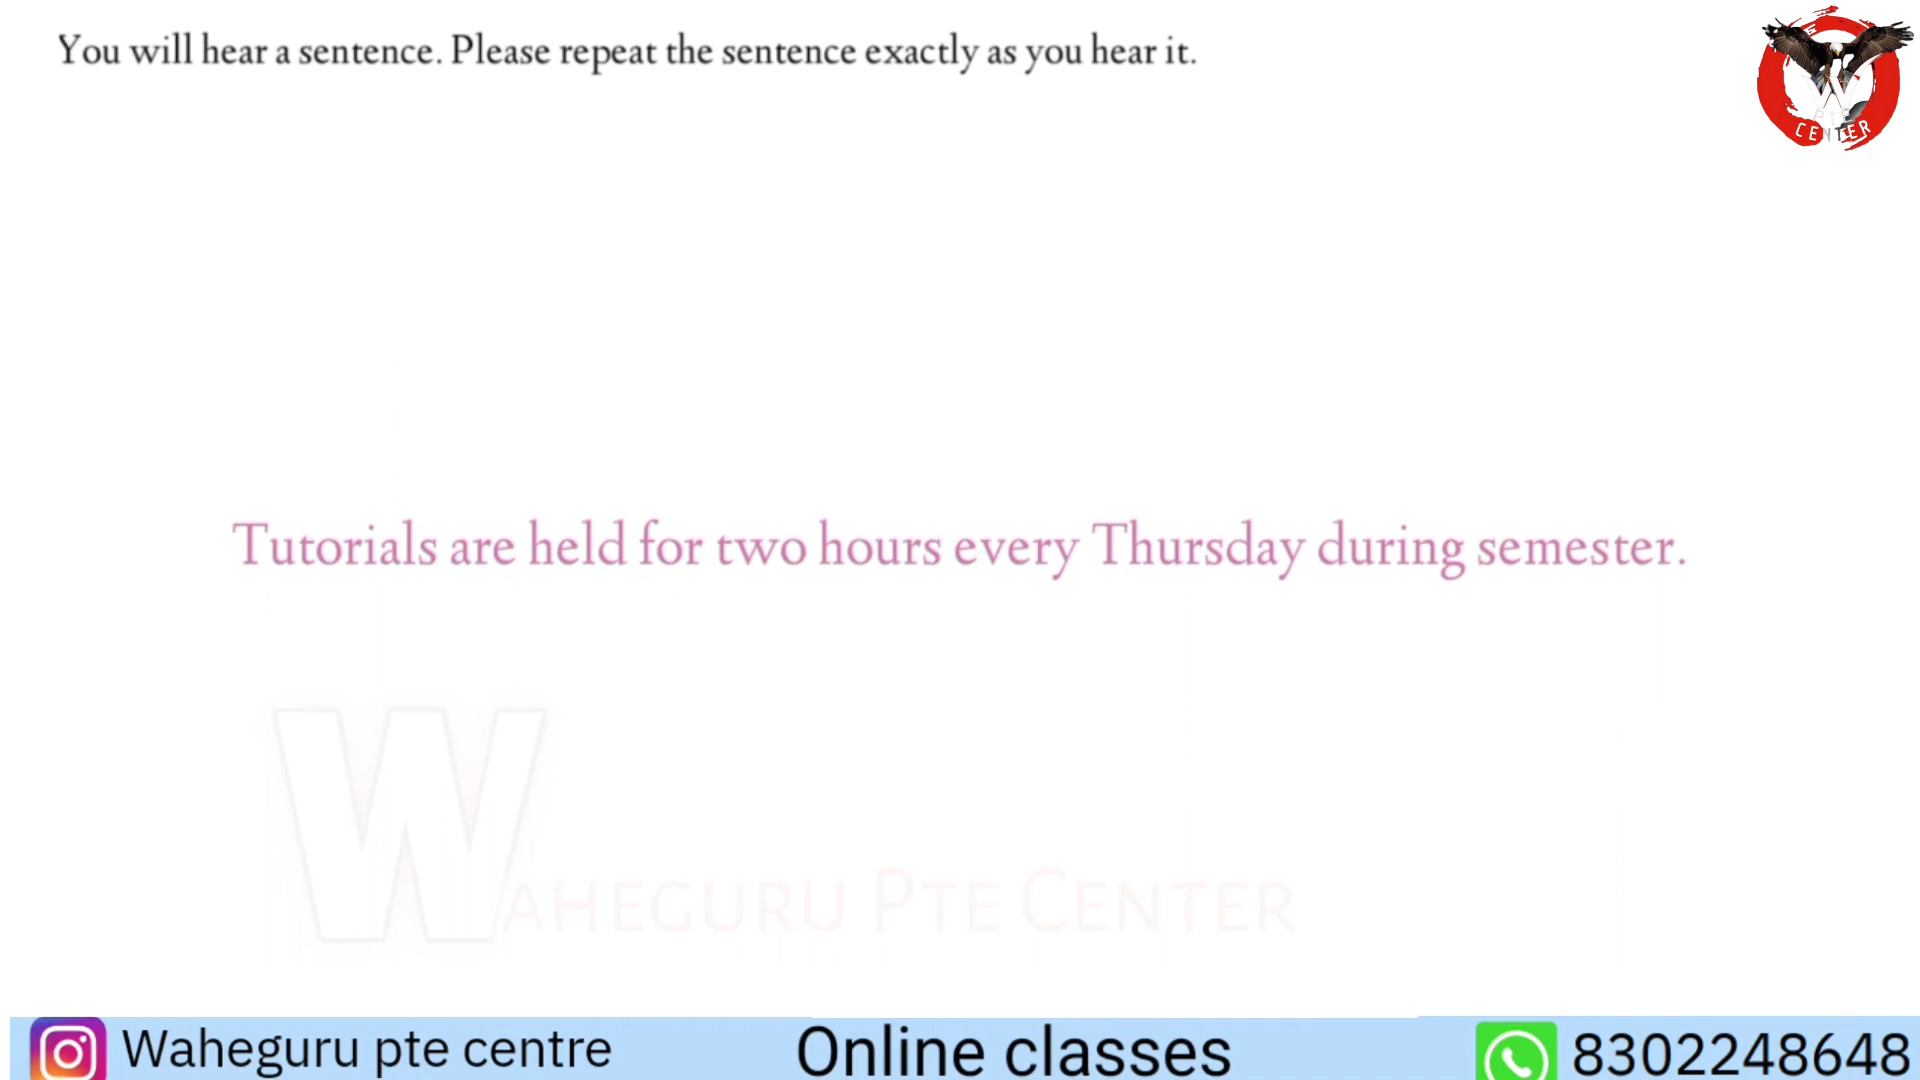 You will hear a sentence. Please repeat the sentence exactly as you hear it.
CENTER
Tutorials are held for two hours every Thursday during semester.
WAHEGURU PTE CENTER
Waheguru pte centre
Online classes
8302248648